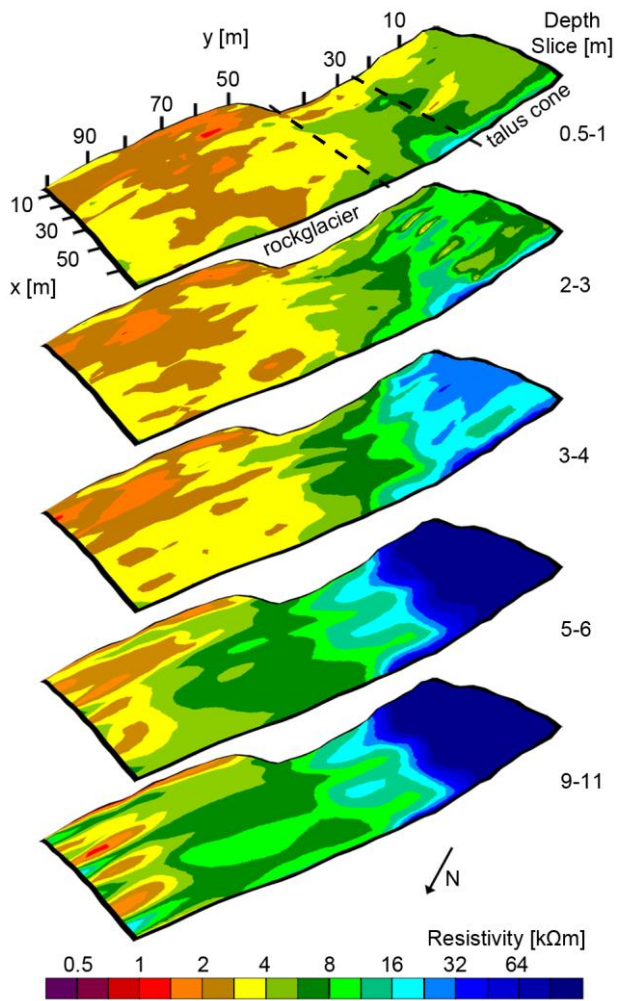 Depth
Slice [m]
y [m]
10
30
50
70
90
talus cone
0.5-1
10
30
50
x [m]
rockglacier
2-3
3-4
5-6
9-11
N
Resistivity [kΩm]
0.5 1 2 4 8 16 32 64